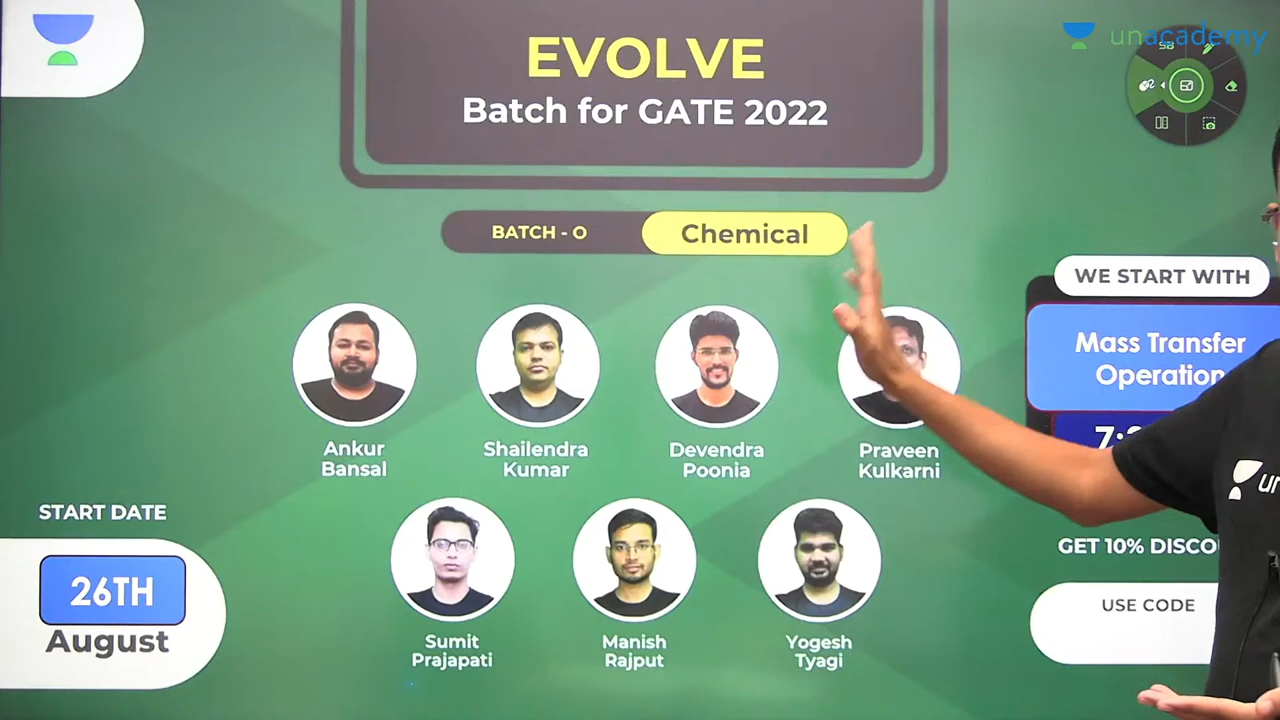 unacademy
EVOLVE
Batch for GATE 2022
BATCH - O
Chemical
WE START WITH
Mass Transfer
Operation
Ankur
Bansal
Shailendra
Kumar
Devendra
Poonia
Praveen
Kulkarni
START DATE
26TH
August
GET 10%
USE CODE
Sumit
Prajapati
Manish
Rajput
Yogesh
Tyagi